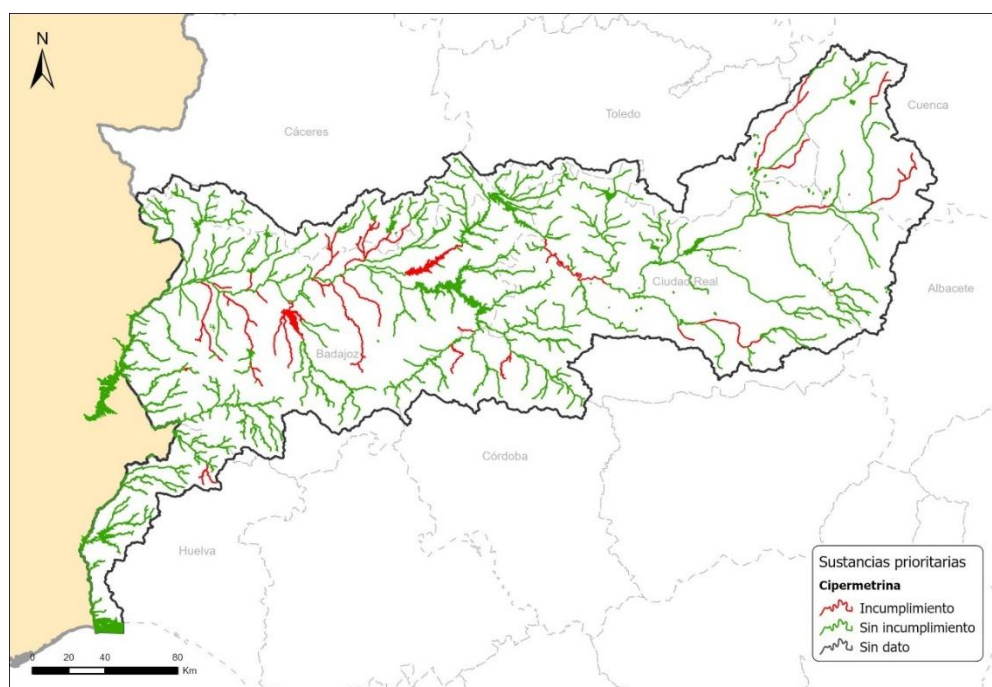 N
Cáceres
Toledo
Cuenca
Ciudad Real
Albacete
Badajoz
Córdoba
Huelva
Sustancias prioritarias
Cipermetrina
Incumplimiento
Sin incumplimiento
Sin dato
0 20 40 80
Km